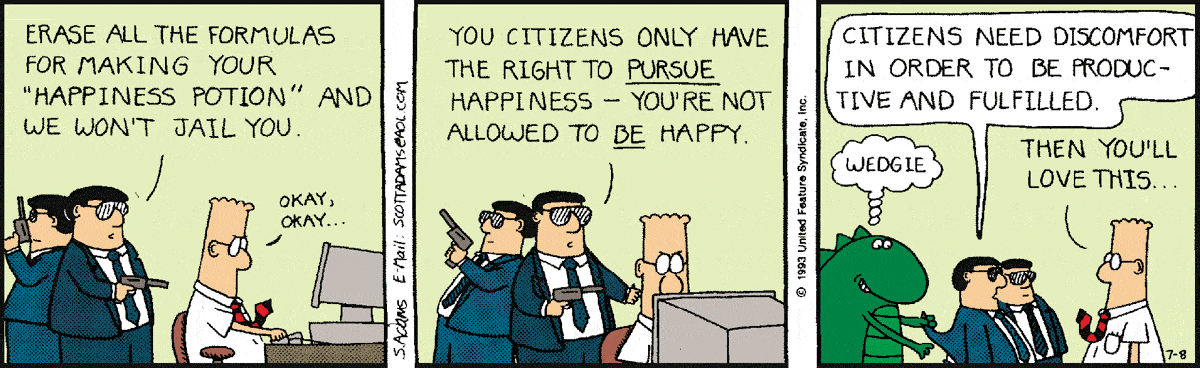 ERASE ALL THE FORMULAS
FOR MAKING YOUR
"HAPPINESS POTION" AND
WE WON'T JAIL YOU.
OKAY,
OKAY...
S.ADAMS E-Mail: SCOTTADAMS@AOL.COM
YOU CITIZENS ONLY HAVE
THE RIGHT TO PURSUE
HAPPINESS — YOU'RE NOT
ALLOWED TO BE HAPPY.
© 1993 United Feature Syndicate, Inc.
CITIZENS NEED DISCOMFORT
IN ORDER TO BE PRODUC-
TIVE AND FULFILLED.
WEDGIE
THEN YOU'LL
LOVE THIS...
7-8